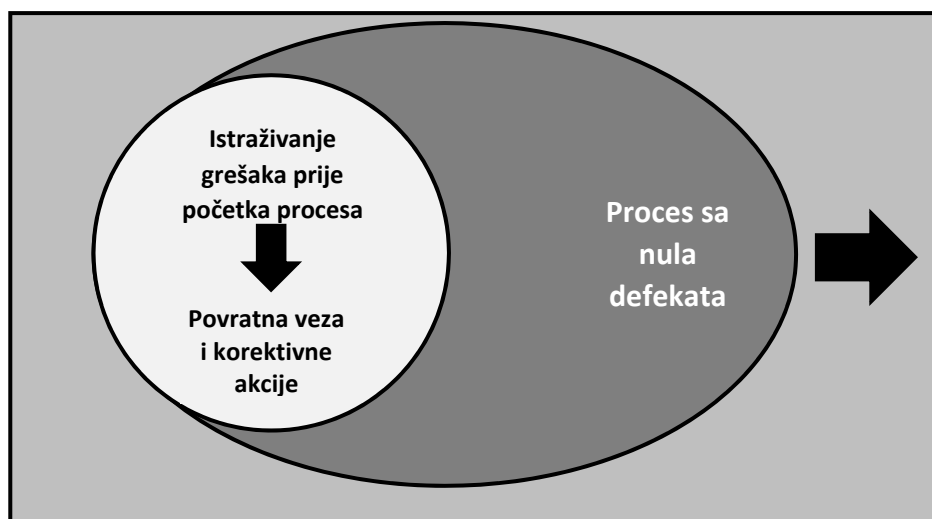 Istraživanje
grešaka prije
početka procesa
Povratna veza
i korektivne
akcije
Proces sa
nula
defekata